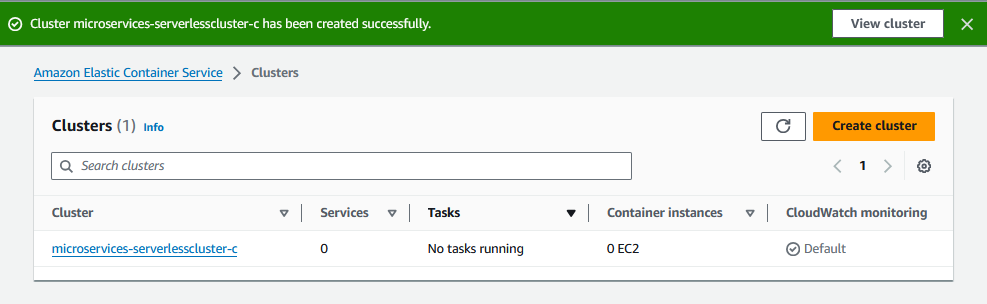 Cluster microservices-serverlesscluster-c has been created successfully. View cluster
Amazon Elastic Container Service Clusters
Clusters (1) Info Create cluster
Search clusters 1
Cluster Services Tasks Container instances CloudWatch monitoring
microservices-serverlesscluster-c 0 No tasks running 0 EC2 Default